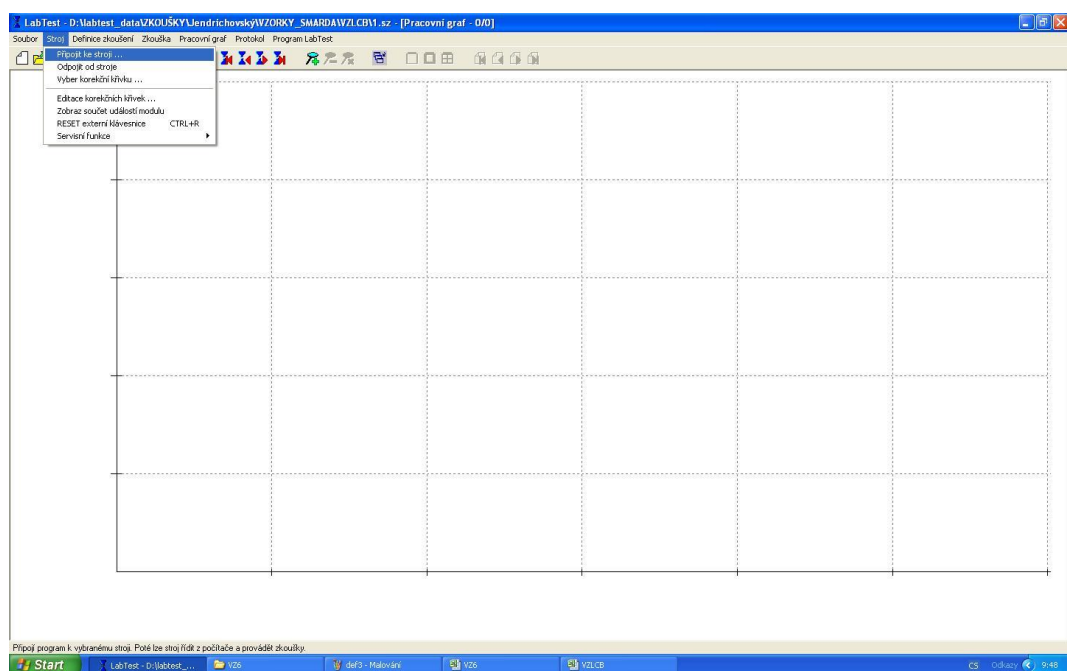 LabTest - D:\labtest_data\ZKOUŠKY\Jendrichovský\VZORKY_SMARDA\VZLCB\1.sz - [Pracovní graf - 0/0]
Soubor Stroj Definice zkoušení Zkouška Pracovní graf Protokol Program LabTest
Připojit ke stroji ...
Odpojit od stroje
Vyber korekční křivku ...
Editace korekčních křivek ...
Zobraz součet událostí modulu
RESET externí klávesnice CTRL+R
Servisní funkce
Připojí program k vybranému stroji. Poté lze stroj řídit z počítače a provádět zkoušky.
Start LabTest - D:\labtest_... VZ6 def3 - Malování VZ6 VZLCB CS Odkazy 9:48